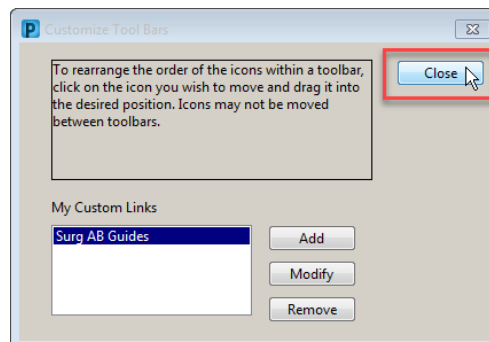 P Customize Tool Bars
To rearrange the order of the icons within a toolbar,
click on the icon you wish to move and drag it into
the desired position. Icons may not be moved
between toolbars.
Close
My Custom Links
Surg AB Guides
Add
Modify
Remove